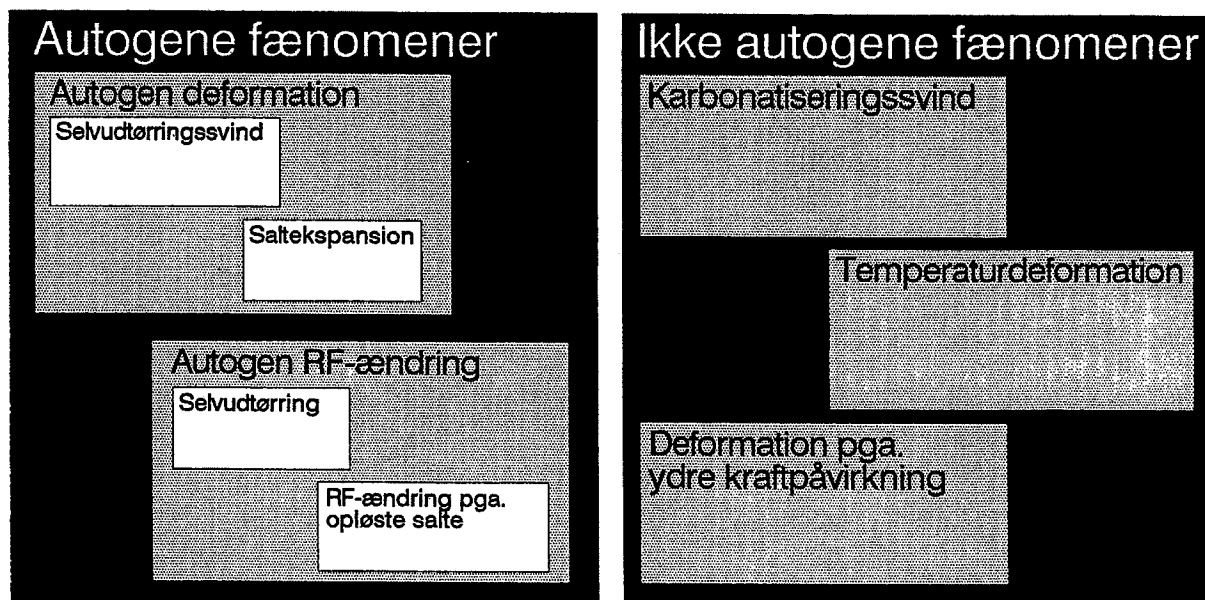 Autogene fænomener
Autogen deformation
Selvudtørringssvind
Saltekspansion
Autogen RF-ændring
Selvudtørring
RF-ændring pga.
opløste salte
Ikke autogene fænomener
Karbonatiseringssvind
Temperaturdeformation
Deformation pga.
ydre kraftpåvirkning